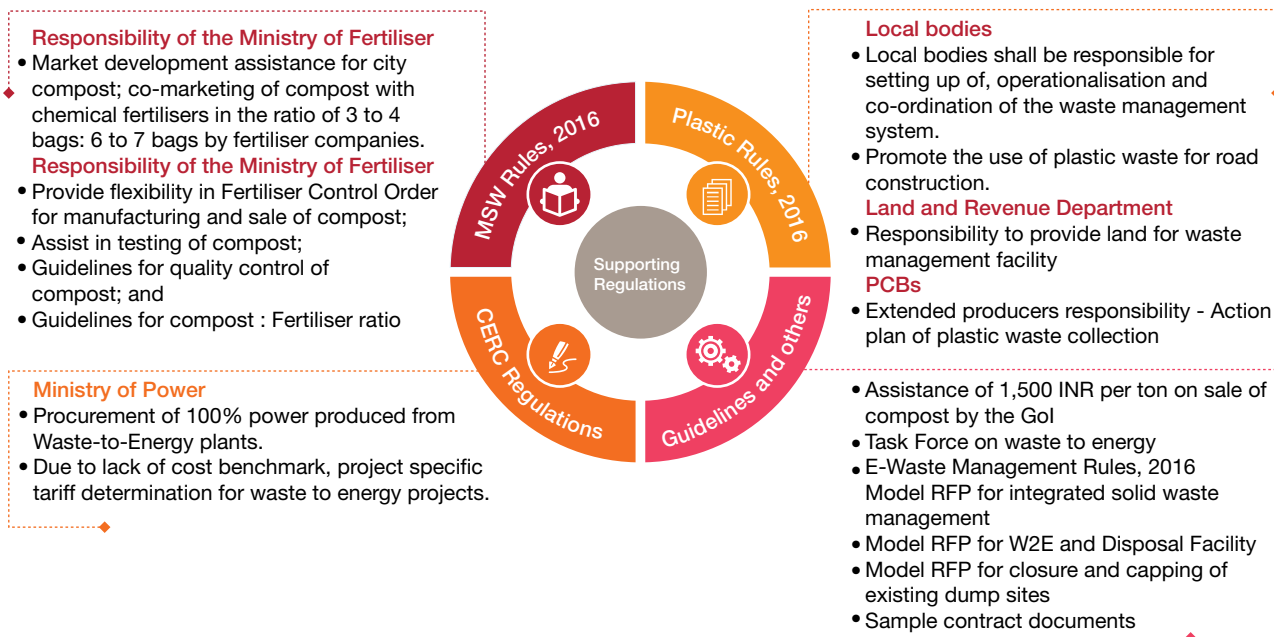 Responsibility of the Ministry of Fertiliser
• Market development assistance for city
compost; co-marketing of compost with
chemical fertilisers in the ratio of 3 to 4
bags: 6 to 7 bags by fertiliser companies.
Responsibility of the Ministry of Fertiliser
• Provide flexibility in Fertiliser Control Order
for manufacturing and sale of compost;
• Assist in testing of compost;
• Guidelines for quality control of
compost; and
• Guidelines for compost : Fertiliser ratio
Ministry of Power
• Procurement of 100% power produced from
Waste-to-Energy plants.
• Due to lack of cost benchmark, project specific
tariff determination for waste to energy projects.
MSW Rules, 2016
Plastic Rules, 2016
Supporting
Regulations
CERC Regulations
Guidelines and others
Local bodies
• Local bodies shall be responsible for
setting up of, operationalisation and
co-ordination of the waste management
system.
• Promote the use of plastic waste for road
construction.
Land and Revenue Department
• Responsibility to provide land for waste
management facility
PCBs
• Extended producers responsibility - Action
plan of plastic waste collection
• Assistance of 1,500 INR per ton on sale of
compost by the GoI
• Task Force on waste to energy
• E-Waste Management Rules, 2016
Model RFP for integrated solid waste
management
• Model RFP for W2E and Disposal Facility
• Model RFP for closure and capping of
existing dump sites
• Sample contract documents